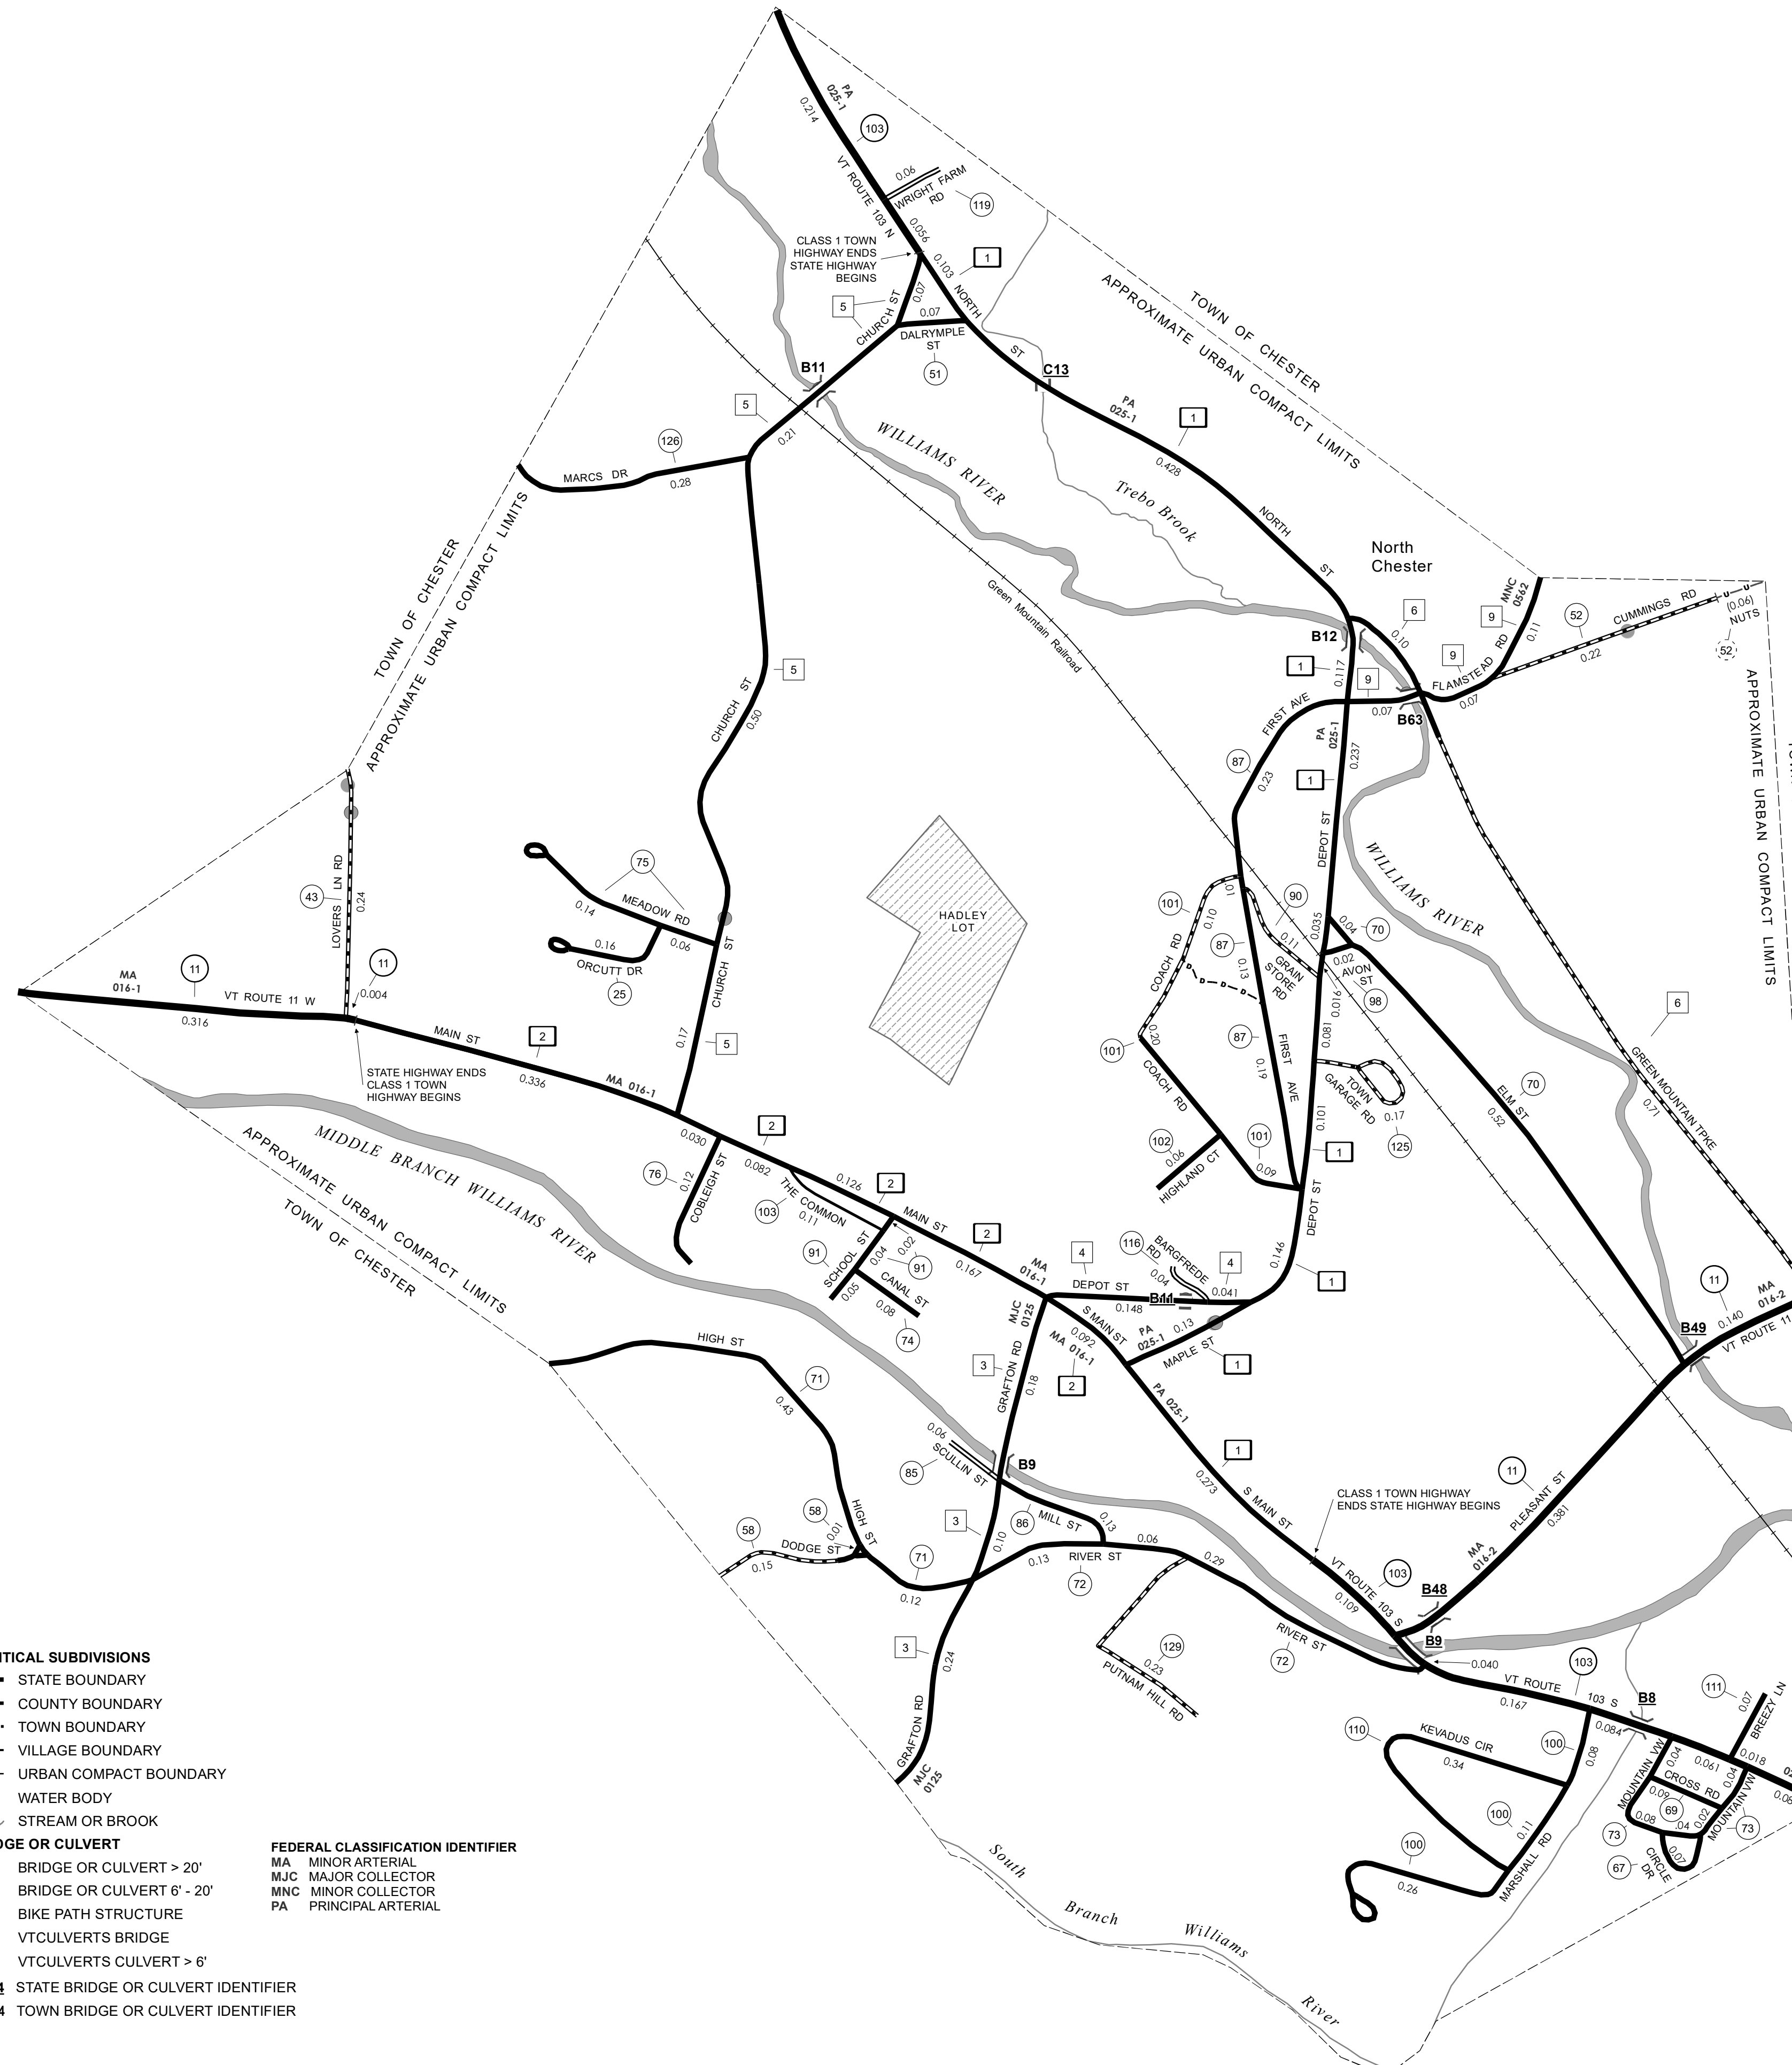 PA
025-1
0.214
103
VT ROUTE 103 N
0.06
WRIGHT FARM
RD
119
0.056
CLASS 1 TOWN
HIGHWAY ENDS
STATE HIGHWAY
BEGINS
0.103
1
NORTH
ST
5
CHURCH ST
0.07
0.07
DALRYMPLE
ST
51
TOWN OF CHESTER
APPROXIMATE URBAN COMPACT LIMITS
B11
C13
5
0.21
PA
025-1
1
0.428
126
MARCS DR
0.28
WILLIAMS RIVER
Trebo Brook
NORTH
ST
North
Chester
TOWN OF CHESTER
APPROXIMATE URBAN COMPACT LIMITS
Green Mountain Railroad
MNC
0562
6
0.10
9
0.11
52
CUMMINGS RD
0.22
(0.06)
NUTS
52
B12
1
0.117
9
9
FLAMSTEAD RD
0.07
0.07
B63
5
CHURCH ST
0.50
FIRST AVE
PA
025-1
0.237
1
87
0.23
DEPOT ST
APPROXIMATE URBAN COMPACT LIMITS
WILLIAMS RIVER
43
LOVERS LN RD
0.24
75
0.14
MEADOW RD
0.06
0.16
ORCUTT DR
25
CHURCH ST
HADLEY
LOT
.01
90
101
0.10
COACH RD
87
0.13
0.11
GRAIN
STORE
RD
0.035
0.04
70
0.02
AVON
ST
98
0.016
MA
016-1
11
VT ROUTE 11 W
0.316
11
0.004
MAIN ST
2
0.336
MA 016-1
0.17
5
STATE HIGHWAY ENDS
CLASS 1 TOWN
HIGHWAY BEGINS
0.20
101
COACH RD
87
0.19
FIRST
AVE
0.081
TOWN
GARAGE RD
0.17
125
0.101
ELM ST
70
0.52
6
GREEN MOUNTAIN TPKE
0.71
APPROXIMATE URBAN COMPACT LIMITS
TOWN OF CHESTER
MIDDLE BRANCH WILLIAMS RIVER
0.030
2
0.082
76
0.12
COBLEIGH ST
THE COMMON
0.11
103
0.126
2
MAIN ST
2
0.167
91
SCHOOL ST
0.04
0.02
91
0.05
CANAL ST
0.08
74
102
0.06
HIGHLAND CT
101
0.09
1
DEPOT ST
0.146
1
MA
016-1
4
DEPOT ST
0.148
116
BARGFREDE
RD
0.04
4
0.041
B11
MJC
0125
S MAIN ST
0.092
MA 016-1
2
PA
025-1
0.13
MAPLE ST
1
3
GRAFTON RD
0.18
PA 025-1
1
0.273
S MAIN ST
CLASS 1 TOWN HIGHWAY
ENDS STATE HIGHWAY BEGINS
11
0.140
MA
016-2
VT ROUTE 11
B49
11
PLEASANT ST
0.381
MA
016-2
HIGH ST
71
0.43
HIGH ST
58
0.01
58
DODGE ST
0.15
71
0.12
0.06
SCULLIN ST
85
B9
86
MILL ST
0.13
3
0.10
0.13
RIVER ST
72
0.06
0.29
129
0.23
PUTNAM HILL RD
RIVER ST
72
VT ROUTE 103 S
0.109
103
B48
B9
0.040
3
0.24
GRAFTON RD
MJC
0125
VT ROUTE
103 S
0.167
103
B8
0.084
111
0.07
BREEZY LN
0.018
110
KEVADUS CIR
0.34
100
0.08
MOUNTAIN VW
0.04
0.061
CROSS RD
0.09
69
0.04
0.02
MOUNTAIN VW
73
0.08
.04
73
67
CIRCLE
DR
0.07
100
0.11
MARSHALL RD
100
0.26
South
Branch
Williams
River
STATE BOUNDARY
COUNTY BOUNDARY
TOWN BOUNDARY
VILLAGE BOUNDARY
URBAN COMPACT BOUNDARY
WATER BODY
STREAM OR BROOK
OR CULVERT
BRIDGE OR CULVERT > 20'
BRIDGE OR CULVERT 6' - 20'
BIKE PATH STRUCTURE
VTCULVERTS BRIDGE
VTCULVERTS CULVERT > 6'
STATE BRIDGE OR CULVERT IDENTIFIER
TOWN BRIDGE OR CULVERT IDENTIFIER
FEDERAL CLASSIFICATION IDENTIFIER
MA MINOR ARTERIAL
MJC MAJOR COLLECTOR
MNC MINOR COLLECTOR
PA PRINCIPAL ARTERIAL